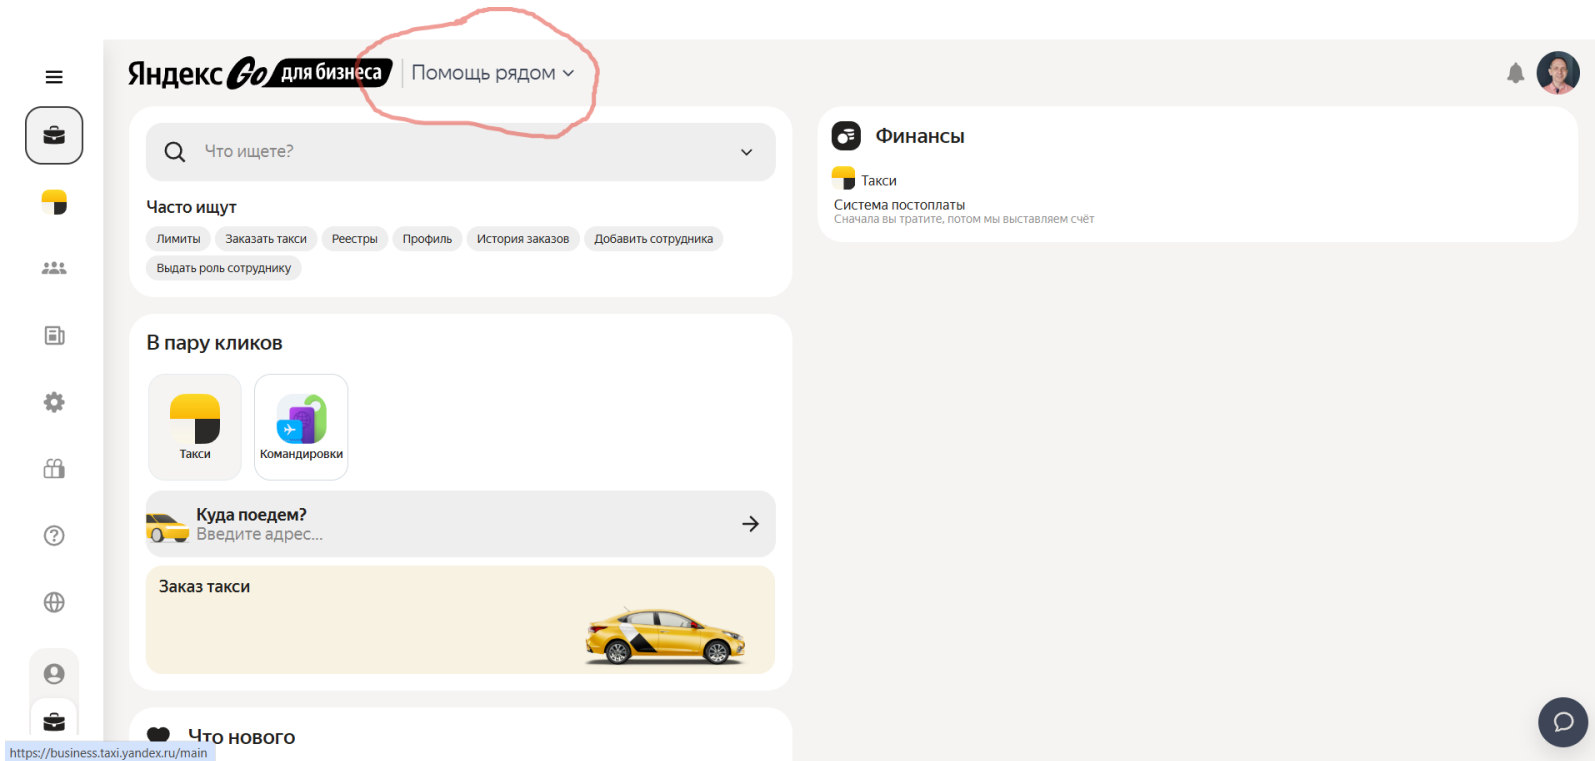 Яндекс Go для бизнеса
Помощь рядом
Что ищете?
Часто ищут
Лимиты
Заказать такси
Реестры
Профиль
История заказов
Добавить сотрудника
Выдать роль сотруднику
В пару кликов
Такси
Командировки
Куда поедем?
Введите адрес...
Заказ такси
Что нового
Финансы
Такси
Система постоплаты
Сначала вы тратите, потом мы выставляем счёт
https://business.taxi.yandex.ru/main